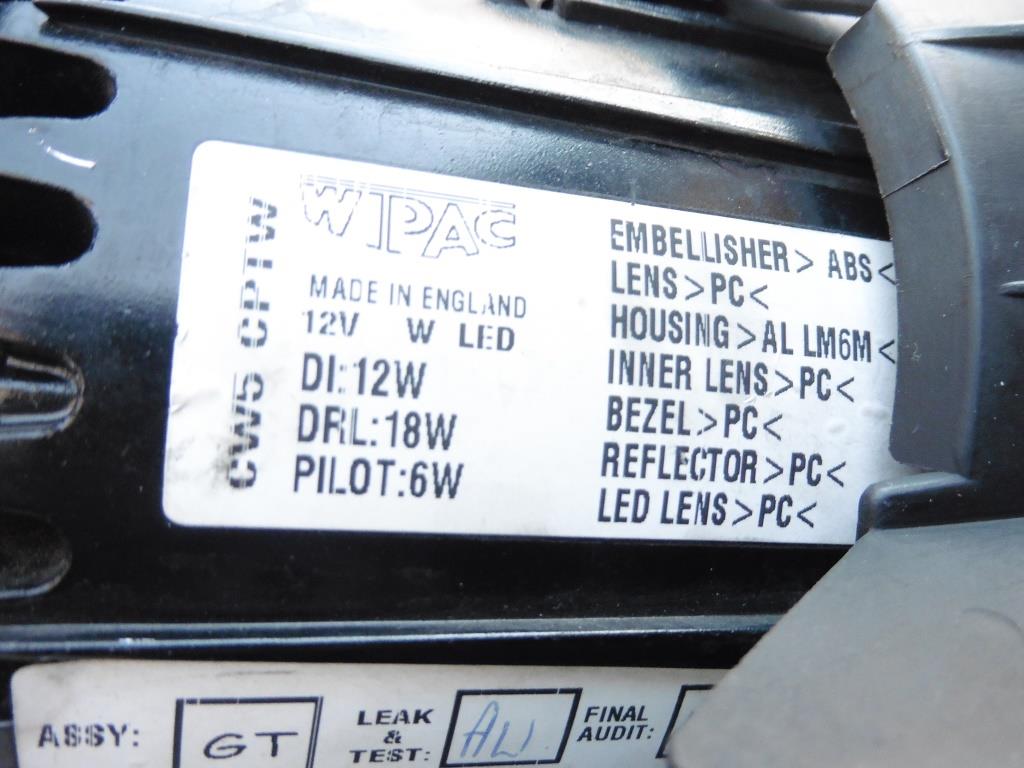 CW5 CPTW
WIPAC
MADE IN ENGLAND
12V W LED
DI:12W
DRL:18W
PILOT:6W
EMBELLISHER> ABS<
LENS>PC<
HOUSING>AL LM6M<
INNER LENS>PC<
BEZEL>PC<
REFLECTOR>PC<
LED LENS>PC<
ASSY: GT
LEAK
&
TEST:
FINAL
AUDIT: